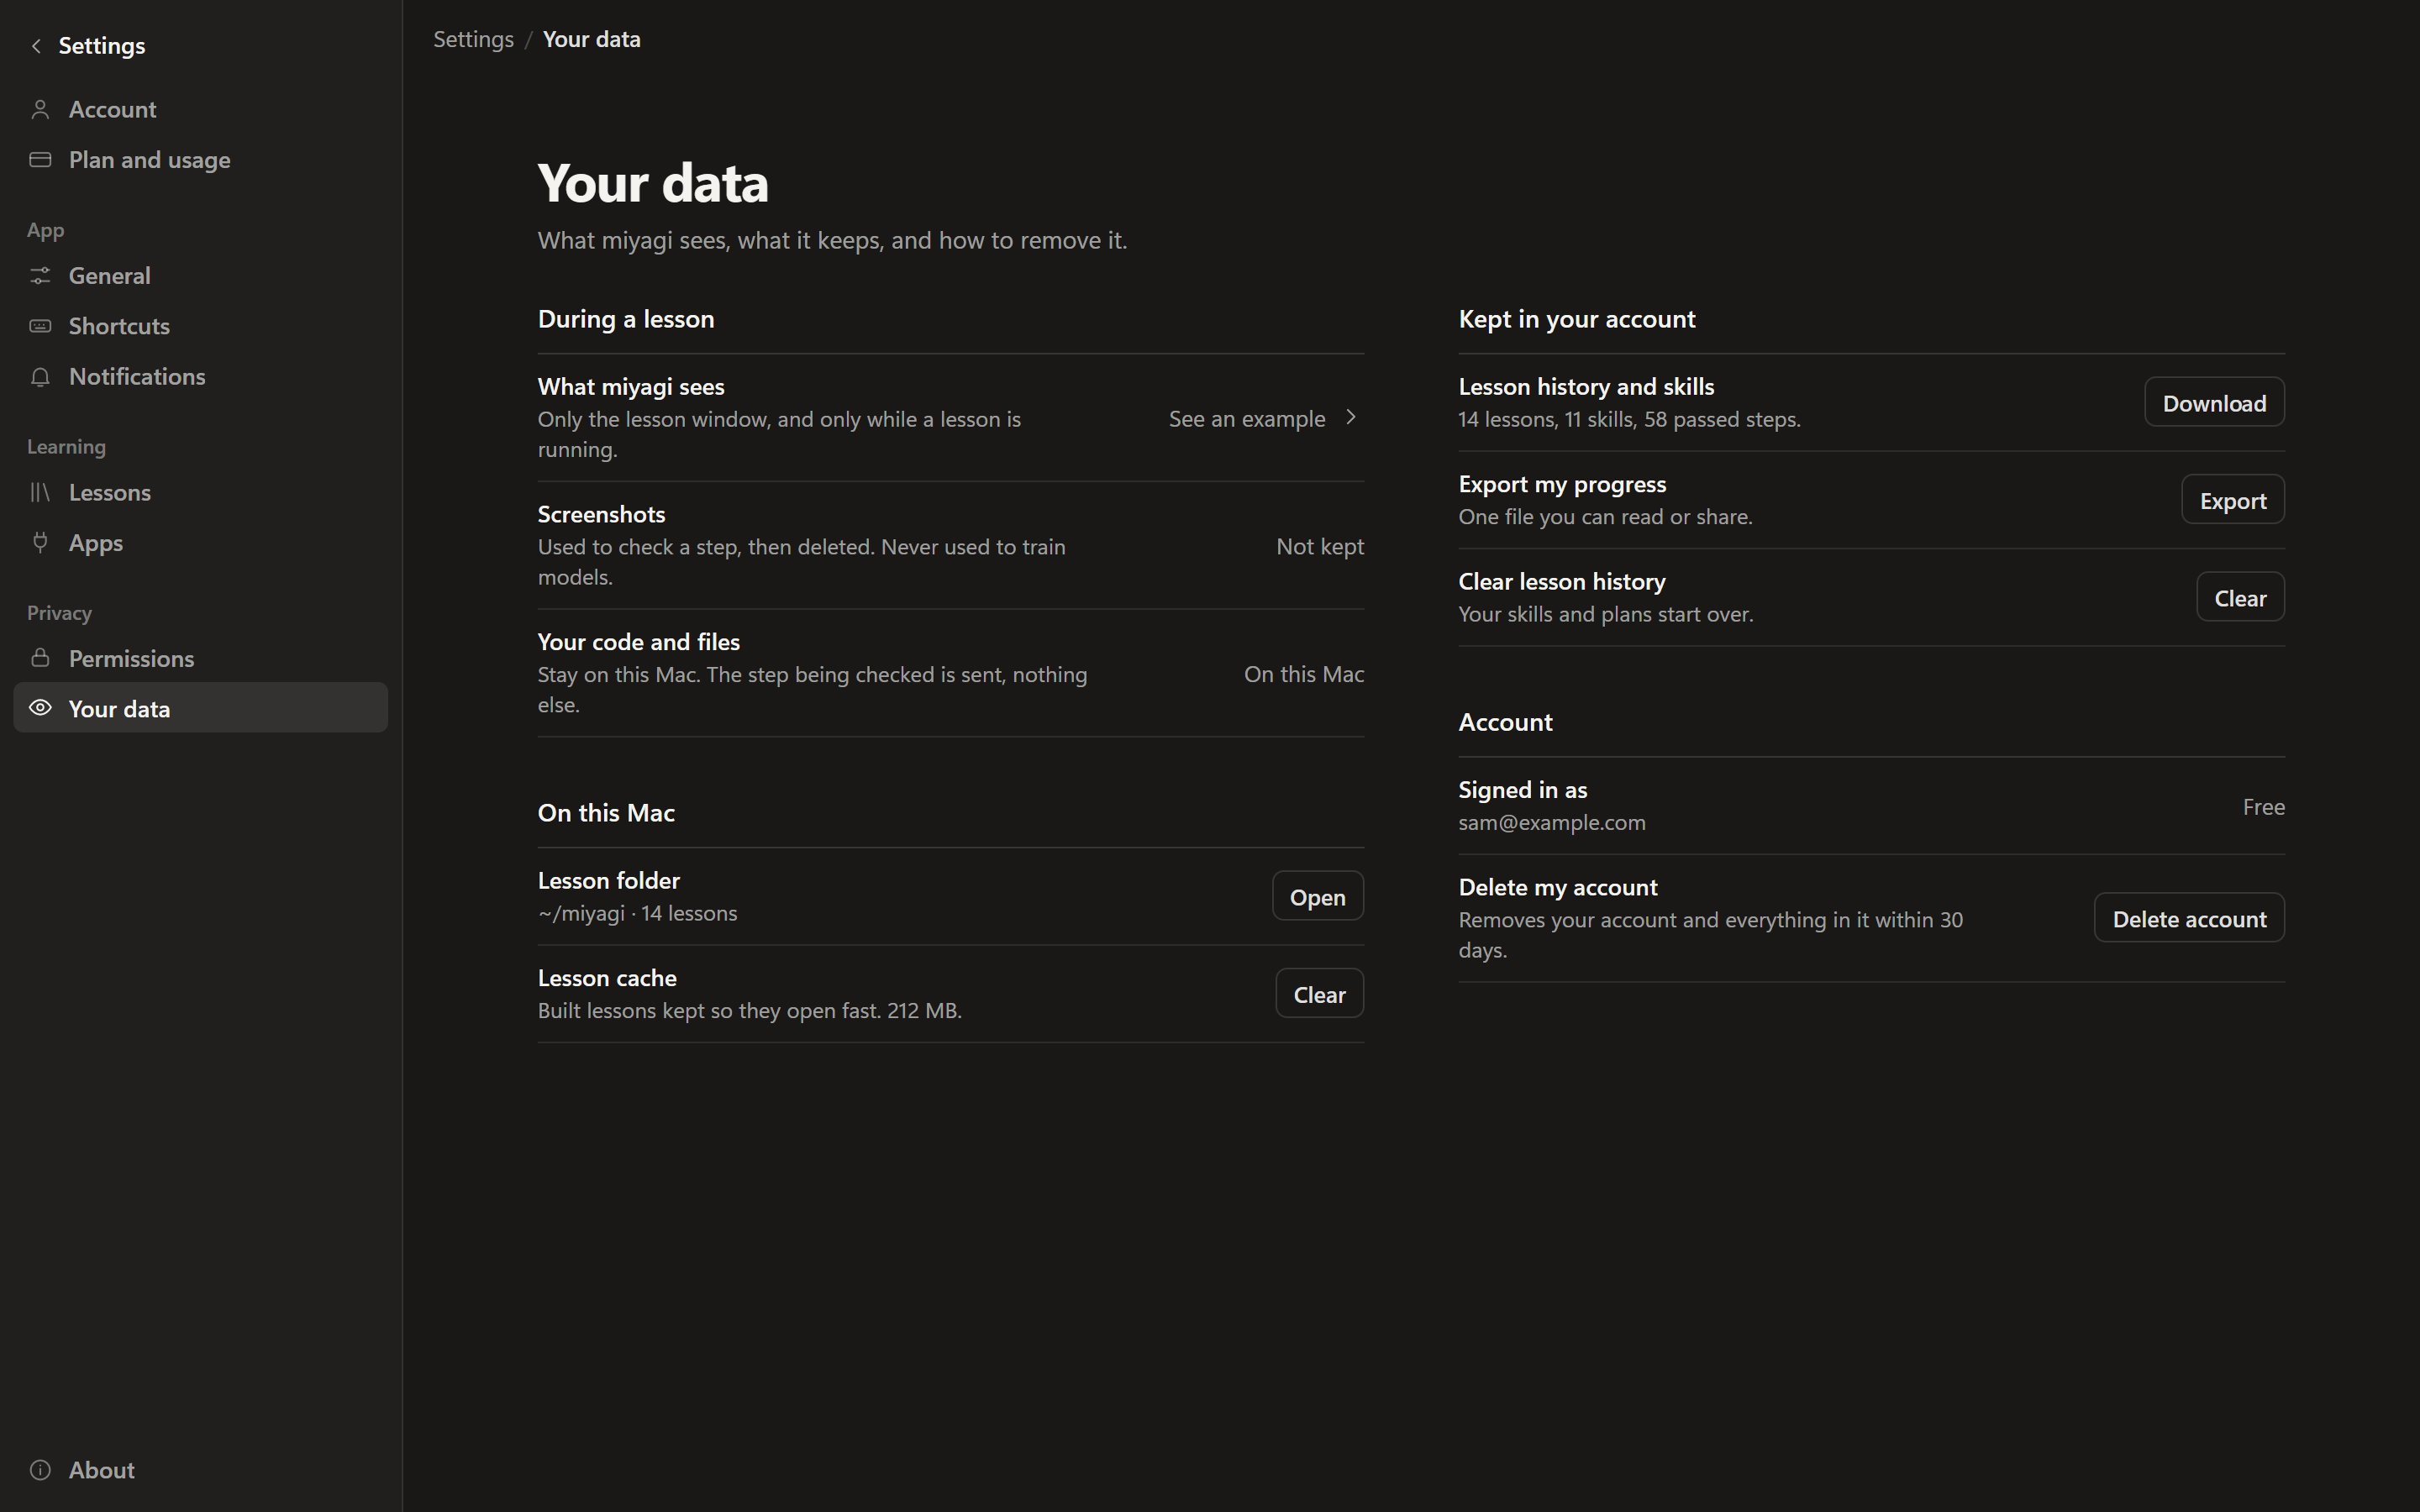 Settings
Account
Plan and usage
App
General
Shortcuts
Notifications
Learning
Lessons
Apps
Privacy
Permissions
Your data
About
Settings / Your data
Your data
What miyagi sees, what it keeps, and how to remove it.
During a lesson
What miyagi sees
Only the lesson window, and only while a lesson is
running.
See an example
Screenshots
Used to check a step, then deleted. Never used to train
models.
Not kept
Your code and files
Stay on this Mac. The step being checked is sent, nothing
else.
On this Mac
On this Mac
Lesson folder
~/miyagi · 14 lessons
Open
Lesson cache
Built lessons kept so they open fast. 212 MB.
Clear
Kept in your account
Lesson history and skills
14 lessons, 11 skills, 58 passed steps.
Download
Export my progress
One file you can read or share.
Export
Clear lesson history
Your skills and plans start over.
Clear
Account
Signed in as
sam@example.com
Free
Delete my account
Removes your account and everything in it within 30
days.
Delete account